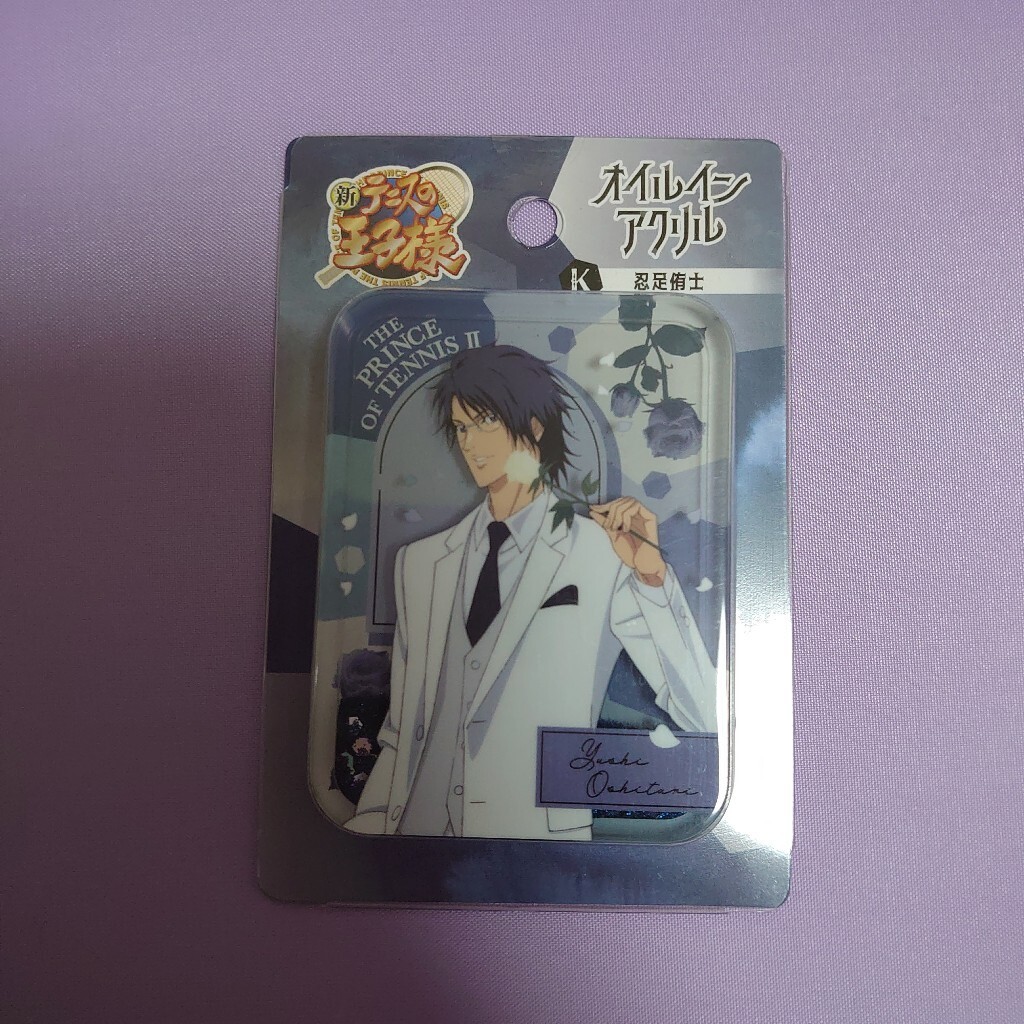 新テニスの
王子様
オイルイン
アクリル
K 忍足侑士
THE
PRINCE
OF TENNIS II
Yushi
Oshitari